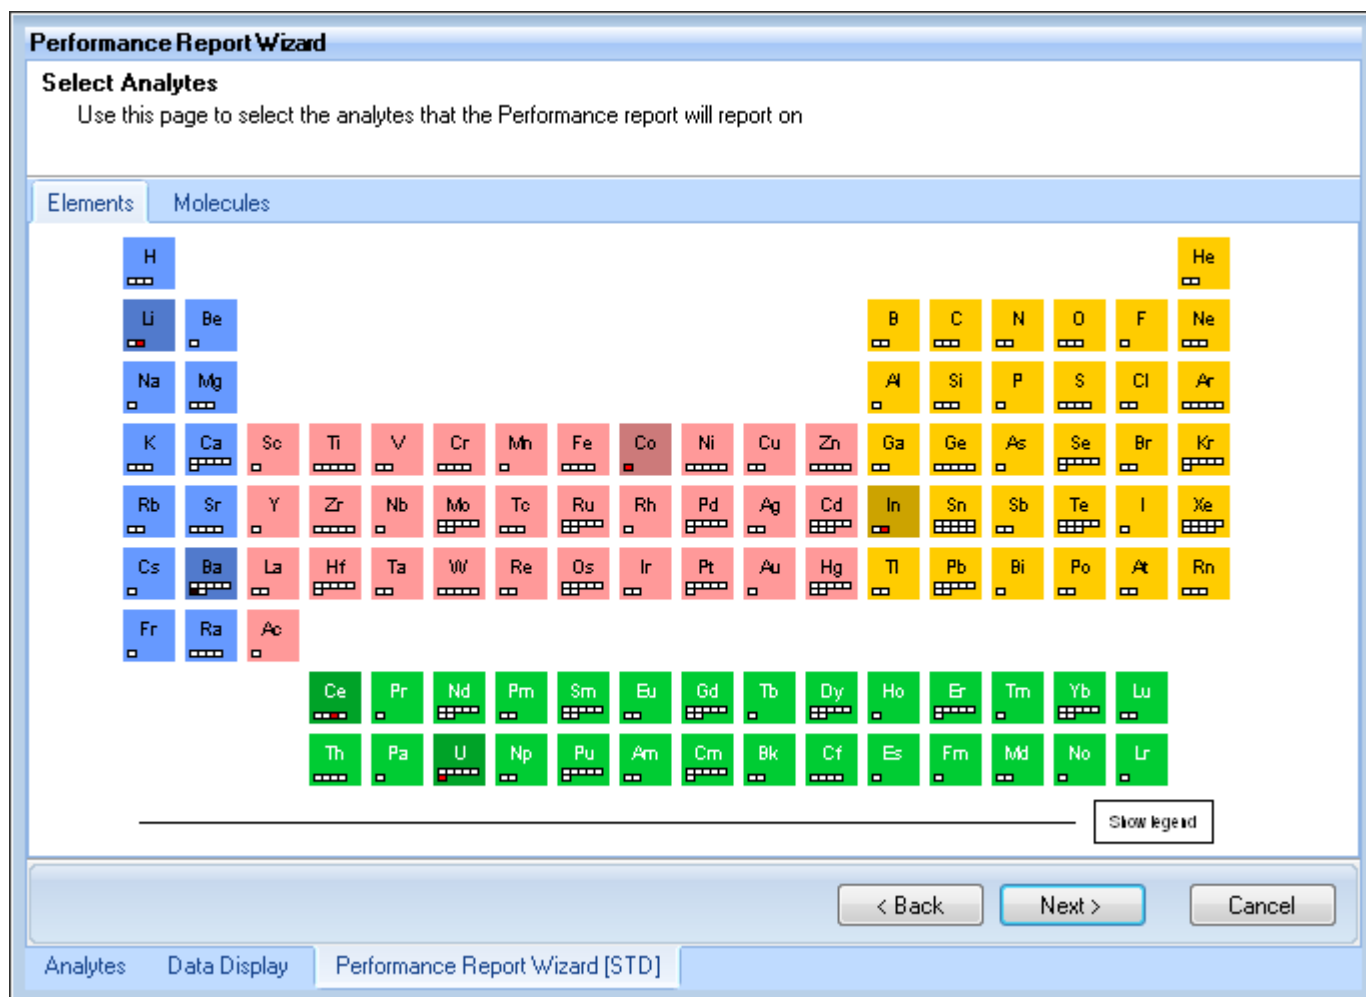 Performance Report Wizard
Select Analytes
Use this page to select the analytes that the Performance report will report on
Elements Molecules
H He
Li Be B C N O F Ne
Na Mg Al Si P S Cl Ar
K Ca Sc Ti V Cr Mn Fe Co Ni Cu Zn Ga Ge As Se Br Kr
Rb Sr Y Zr Nb Mo Tc Ru Rh Pd Ag Cd In Sn Sb Te I Xe
Cs Ba La Hf Ta W Re Os Ir Pt Au Hg Tl Pb Bi Po At Rn
Fr Ra Ac
Ce Pr Nd Pm Sm Eu Gd Tb Dy Ho Er Tm Yb Lu
Th Pa U Np Pu Am Cm Bk Cf Es Fm Md No Lr
Show legend
< Back Next > Cancel
Analytes Data Display Performance Report Wizard [STD]